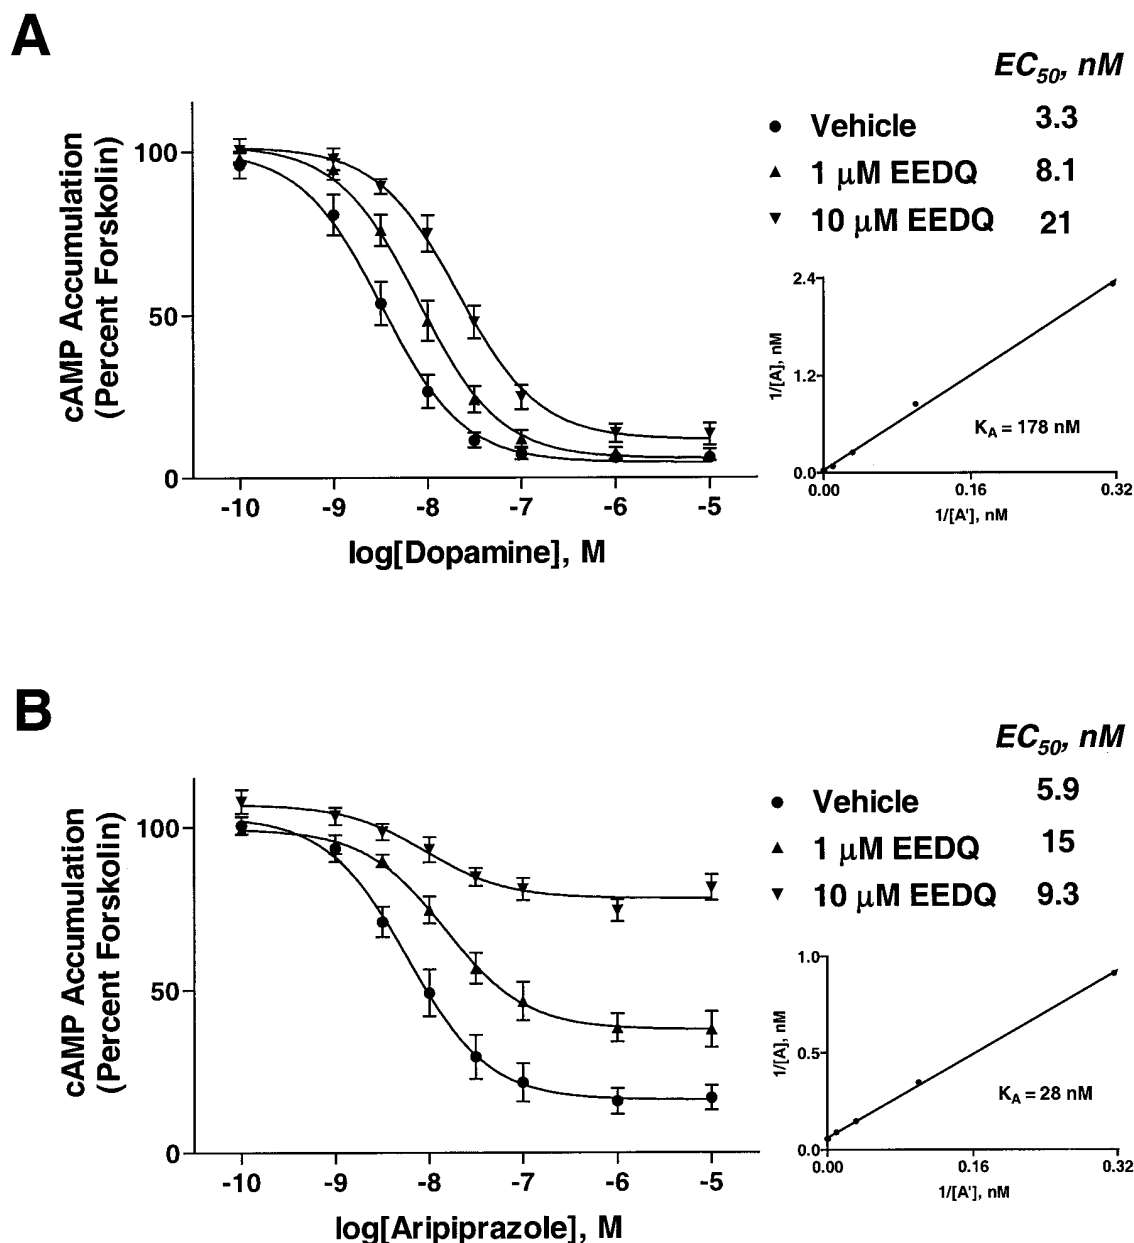 A
EC50, nM
Vehicle 3.3
1 μM EEDQ 8.1
10 μM EEDQ 21
cAMP Accumulation
(Percent Forskolin)
100
50
0
-10 -9 -8 -7 -6 -5
log[Dopamine], M
1/[A], nM
2.4
1.2
0.0
KA = 178 nM
0.00 0.16 0.32
1/[A'], nM
B
EC50, nM
Vehicle 5.9
1 μM EEDQ 15
10 μM EEDQ 9.3
cAMP Accumulation
(Percent Forskolin)
100
50
0
-10 -9 -8 -7 -6 -5
log[Aripiprazole], M
1/[A], nM
1.0
0.5
0.0
KA = 28 nM
0.00 0.16 0.32
1/[A'], nM